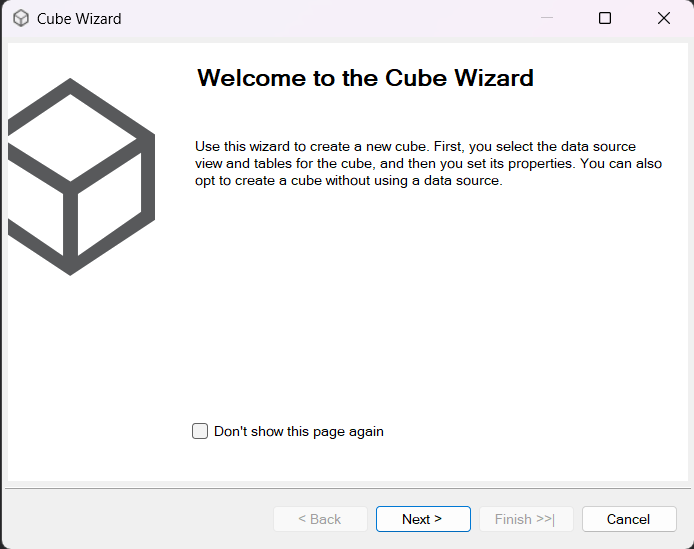 Cube Wizard
Welcome to the Cube Wizard
Use this wizard to create a new cube. First, you select the data source
view and tables for the cube, and then you set its properties. You can also
opt to create a cube without using a data source.
Don't show this page again
< Back
Next >
Finish >>|
Cancel